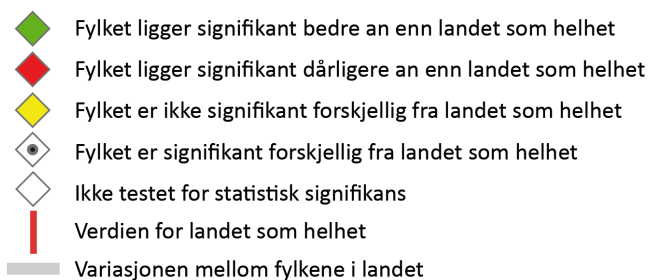 Fylket ligger signifikant bedre an enn landet som helhet
Fylket ligger signifikant dårligere an enn landet som helhet
Fylket er ikke signifikant forskjellig fra landet som helhet
Fylket er signifikant forskjellig fra landet som helhet
Ikke testet for statistisk signifikans
Verdien for landet som helhet
Variasjonen mellom fylkene i landet